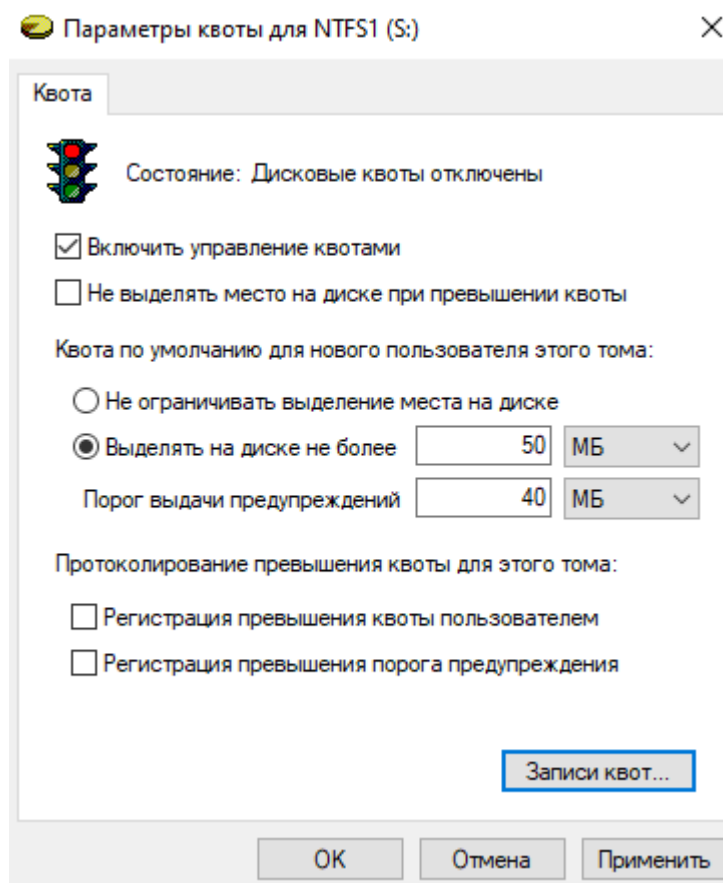 Параметры квоты для NTFS1 (S:)
Квота
Состояние: Дисковые квоты отключены
Включить управление квотами
Не выделять место на диске при превышении квоты
Квота по умолчанию для нового пользователя этого тома:
Не ограничивать выделение места на диске
Выделять на диске не более 50 МБ
Порог выдачи предупреждений 40 МБ
Протоколирование превышения квоты для этого тома:
Регистрация превышения квоты пользователем
Регистрация превышения порога предупреждения
Записи квот...
OK Отмена Применить